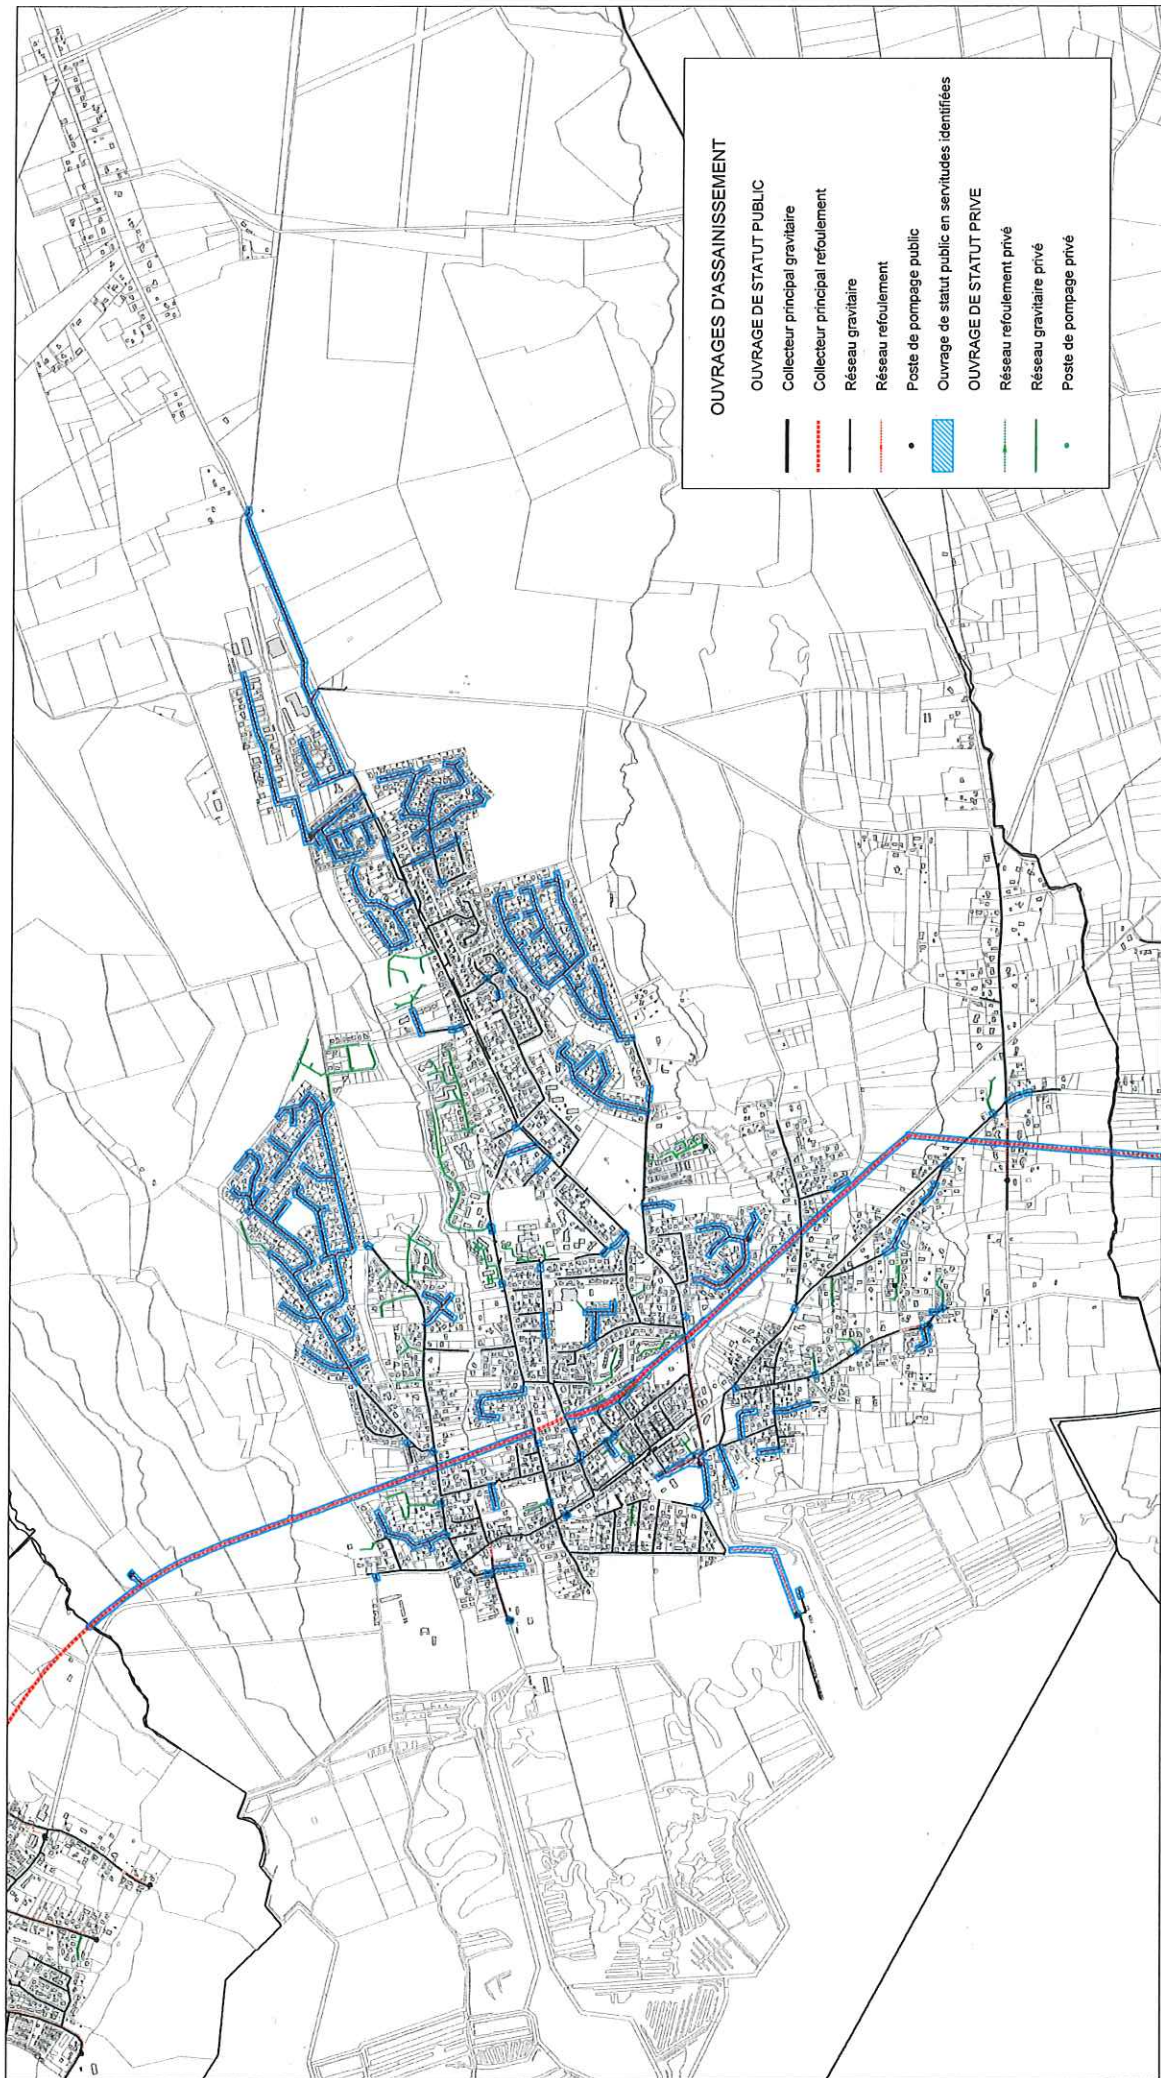 OUVRAGES D'ASSAINISSEMENT
OUVRAGE DE STATUT PUBLIC
Collecteur principal gravitaire
Collecteur principal refoulement
Réseau gravitaire
Réseau refoulement
Poste de pompage public
Ouvrage de statut public en servitudes identifiées
OUVRAGE DE STATUT PRIVE
Réseau refoulement privé
Réseau gravitaire privé
Poste de pompage privé